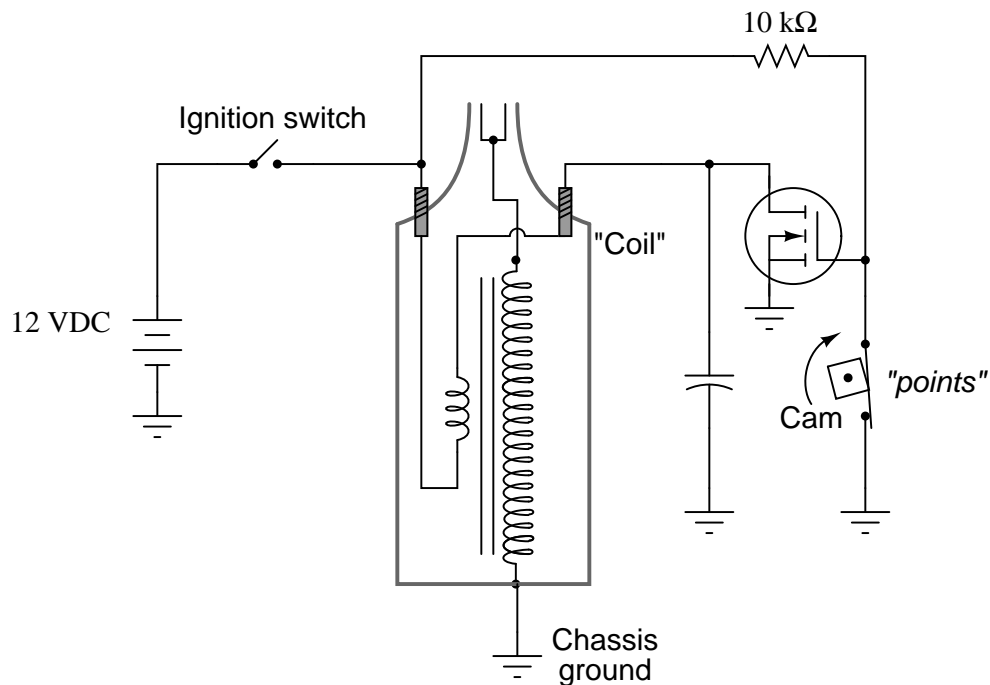 10 kΩ
Ignition switch
"Coil"
12 VDC
"points"
Cam
Chassis
ground